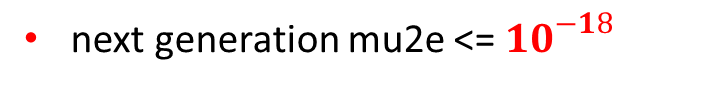 • next generation mu2e <= 10⁻¹⁸